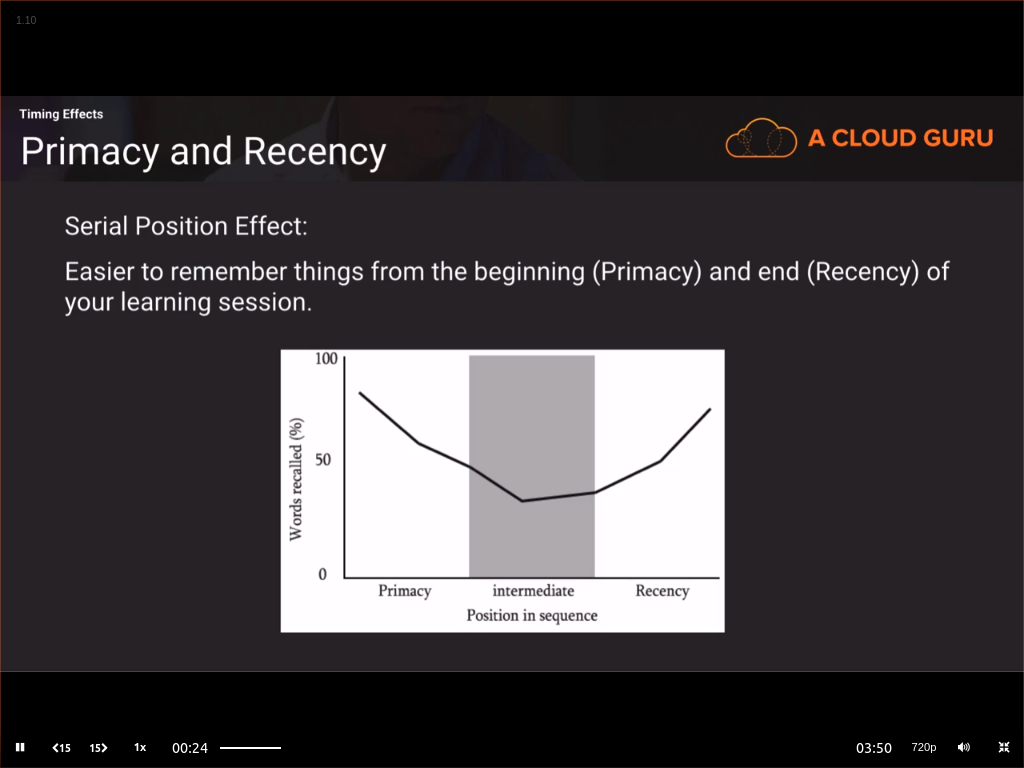 1.10
Timing Effects
Primacy and Recency
A CLOUD GURU
Serial Position Effect:
Easier to remember things from the beginning (Primacy) and end (Recency) of
your learning session.
100
50
0
Words recalled (%)
Primacy intermediate Recency
Position in sequence
15 15 1x 00:24 03:50 720p